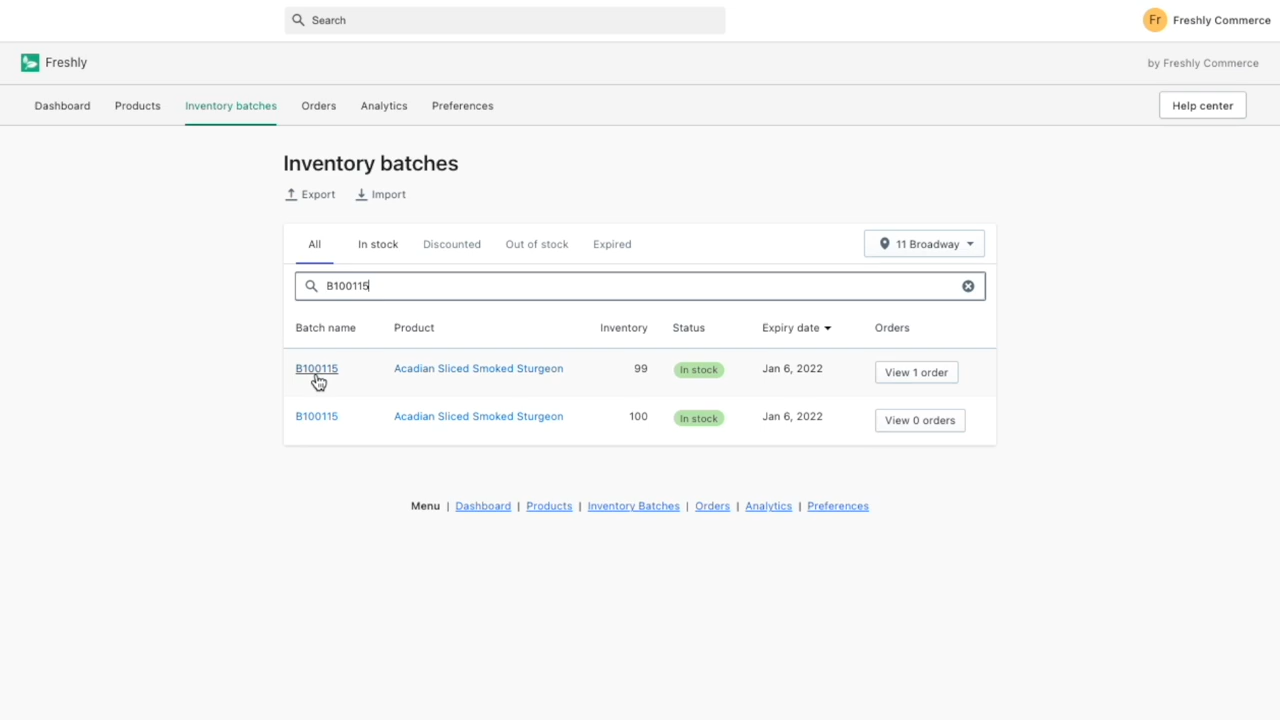 Search
Fr Freshly Commerce
Freshly
by Freshly Commerce
Dashboard Products Inventory batches Orders Analytics Preferences Help center
Inventory batches
Export Import
All In stock Discounted Out of stock Expired 11 Broadway
B100115
Batch name Product Inventory Status Expiry date Orders
B100115 Acadian Sliced Smoked Sturgeon 99 In stock Jan 6, 2022 View 1 order
B100115 Acadian Sliced Smoked Sturgeon 100 In stock Jan 6, 2022 View 0 orders
Menu | Dashboard | Products | Inventory Batches | Orders | Analytics | Preferences